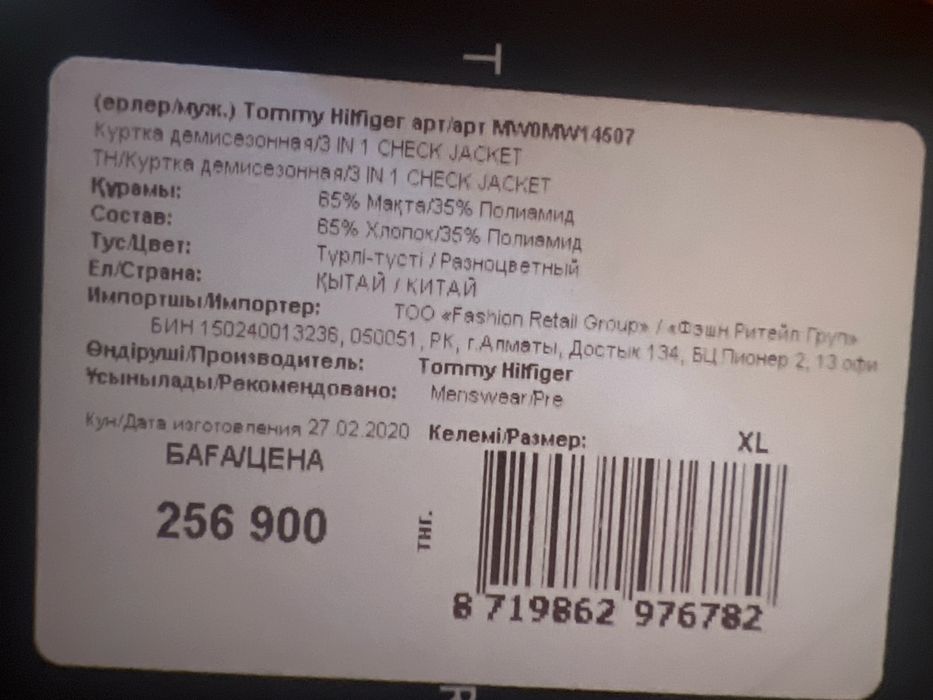 T
(ерлер/муж.) Tommy Hilfiger арт/арт MW0MW14507
Куртка демисезонная/3 IN 1 CHECK JACKET
ТН/Куртка демисезонная/3 IN 1 CHECK JACKET
Құрамы: 65% Мақта/35% Полиамид
Состав: 65% Хлопок/35% Полиамид
Тус/Цвет: Түрлі-түсті / Разноцветный
Ел/Страна: ҚЫТАЙ / КИТАЙ
Импортшы/Импортер: ТОО «Fashion Retail Group» / «Фэшн Ритейл Груп»
БИН 150240013236, 050051, РК, г.Алматы, Достык 134, БЦ Пионер 2, 13 офи
Өндіруші/Производитель: Tommy Hilfiger
Ұсынылады/Рекомендовано: Menswear/Pre
Кун/Дата изготовления 27.02.2020 Келемі/Размер: XL
БАҒА/ЦЕНА
256 900 ТНГ.
8 719862 976782
R